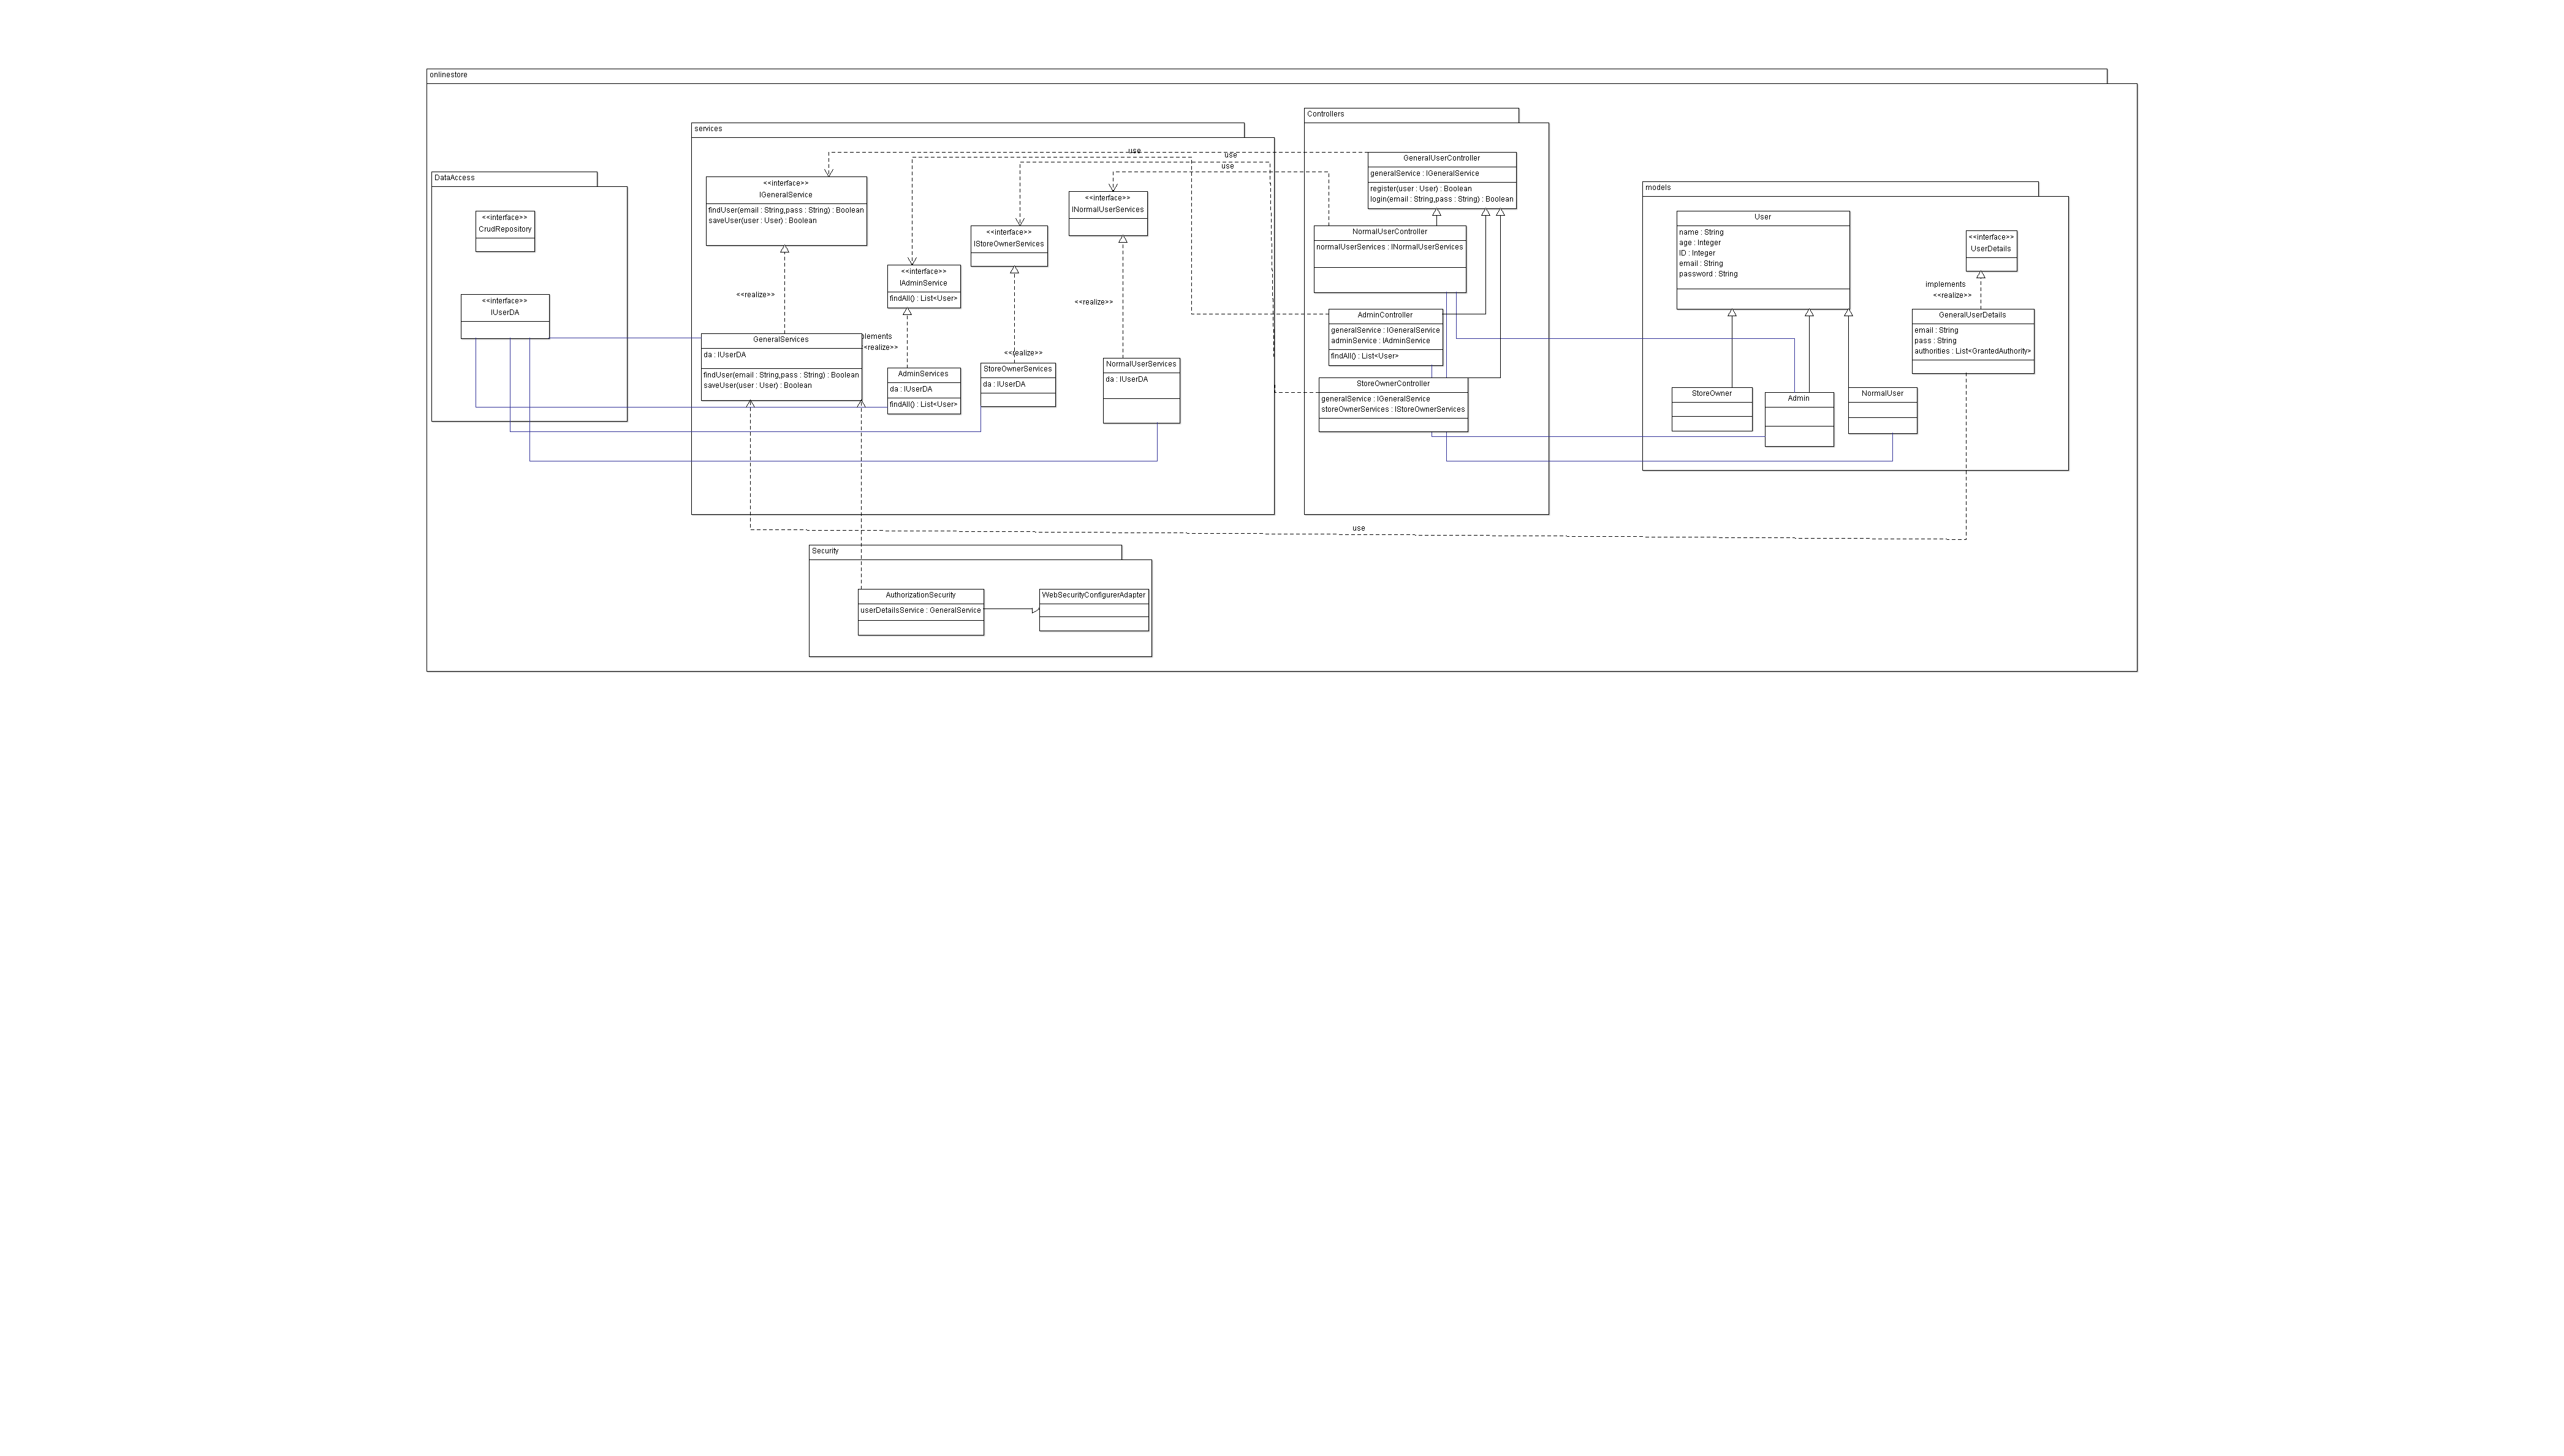 onlinestore
DataAccess
<<interface>>
CrudRepository
<<interface>>
IUserDA
services
use
use
use
<<interface>>
IGeneralService
findUser(email : String,pass : String) : Boolean
saveUser(user : User) : Boolean
<<interface>>
IAdminService
findAll() : List<User>
<<interface>>
IStoreOwnerServices
<<interface>>
INormalUserServices
<<realize>>
<<realize>>
plements
<realize>>
<<realize>>
GeneralServices
da : IUserDA
findUser(email : String,pass : String) : Boolean
saveUser(user : User) : Boolean
AdminServices
da : IUserDA
findAll() : List<User>
StoreOwnerServices
da : IUserDA
NormalUserServices
da : IUserDA
Controllers
GeneralUserController
generalService : IGeneralService
register(user : User) : Boolean
login(email : String,pass : String) : Boolean
NormalUserController
normalUserServices : INormalUserServices
AdminController
generalService : IGeneralService
adminService : IAdminService
findAll() : List<User>
StoreOwnerController
generalService : IGeneralService
storeOwnerServices : IStoreOwnerServices
models
User
name : String
age : Integer
ID : Integer
email : String
password : String
<<interface>>
UserDetails
implements
<<realize>>
GeneralUserDetails
email : String
pass : String
authorities : List<GrantedAuthority>
StoreOwner
Admin
NormalUser
use
Security
AuthorizationSecurity
userDetailsService : GeneralService
WebSecurityConfigurerAdapter